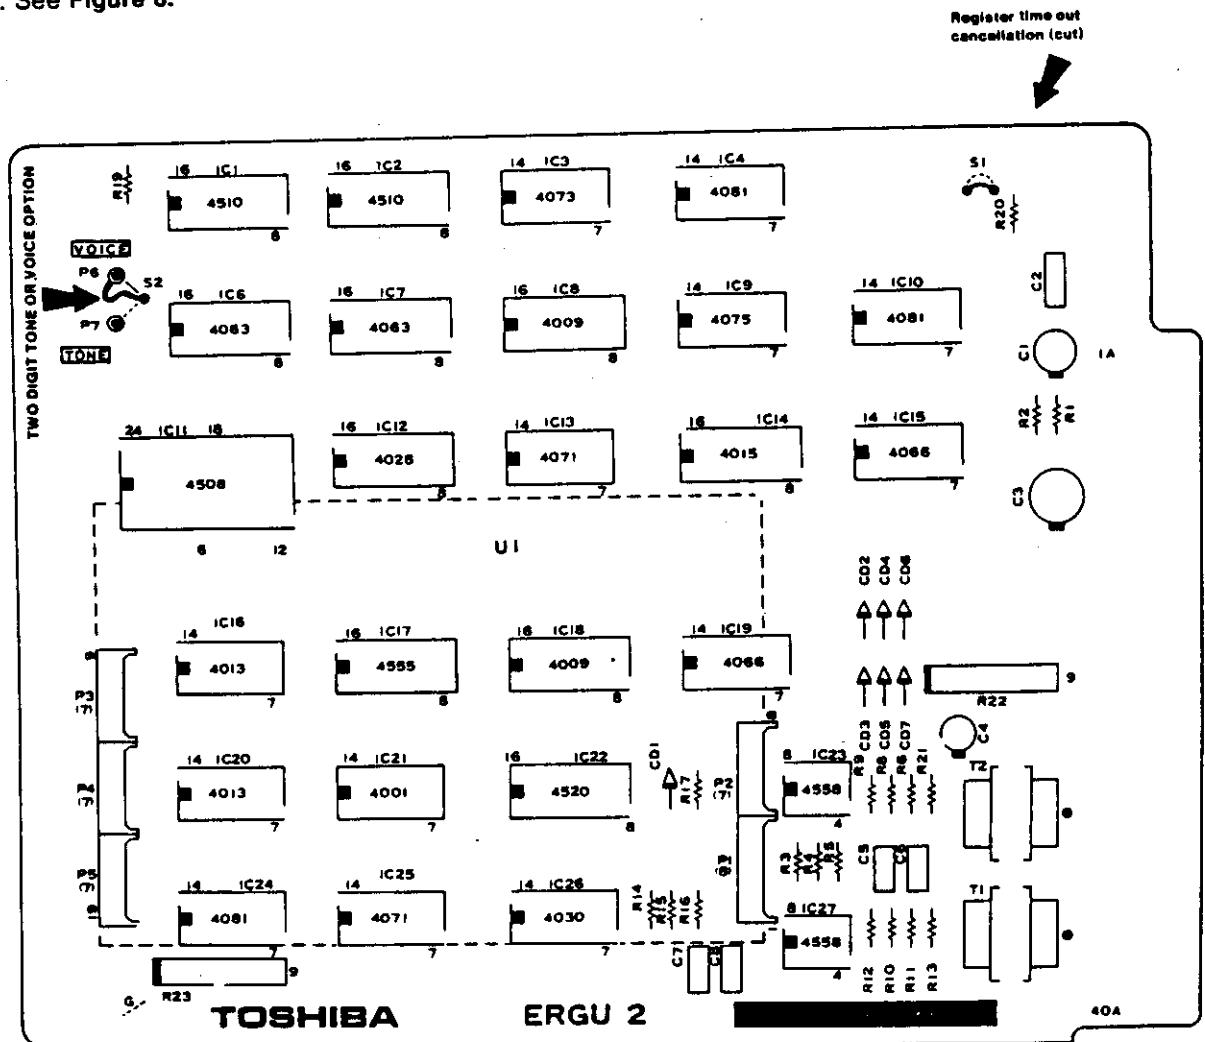 . See Figure 8.
Register time out
cancellation (cut)
TWO DIGIT TONE OR VOICE OPTION
R19
16 IC1
4510
8
16 IC2
4510
8
14 IC3
4073
7
14 IC4
4081
7
S1
R20
VOICE
P6
S2
P7
TONE
16 IC6
4063
8
16 IC7
4063
8
16 IC8
4009
8
14 IC9
4075
7
14 IC10
4081
7
C2
C1
1A
R2
R1
24 IC11 18
4508
6 12
16 IC12
4028
8
14 IC13
4071
7
16 IC14
4015
8
14 IC15
4066
7
C3
U1
CD2
CD4
CD6
14 IC16
4013
7
16 IC17
4555
8
16 IC18
4009
8
14 IC19
4066
7
R22
9
P3
(7)
CD3
CD5
CD7
C4
R9
R8
R6
R21
14 IC20
4013
7
14 IC21
4001
7
16 IC22
4520
8
CD1
R17
P2
(7)
8 IC23
4558
4
T2
P4
(7)
R3
R4
R5
C5
C6
P5
(7)
14 IC24
4081
7
14 IC25
4071
7
14 IC26
4030
7
R14
R15
R16
8 IC27
4558
4
T1
C7
C8
R12
R10
R11
R13
G
R23
9
TOSHIBA
ERGU 2
40A